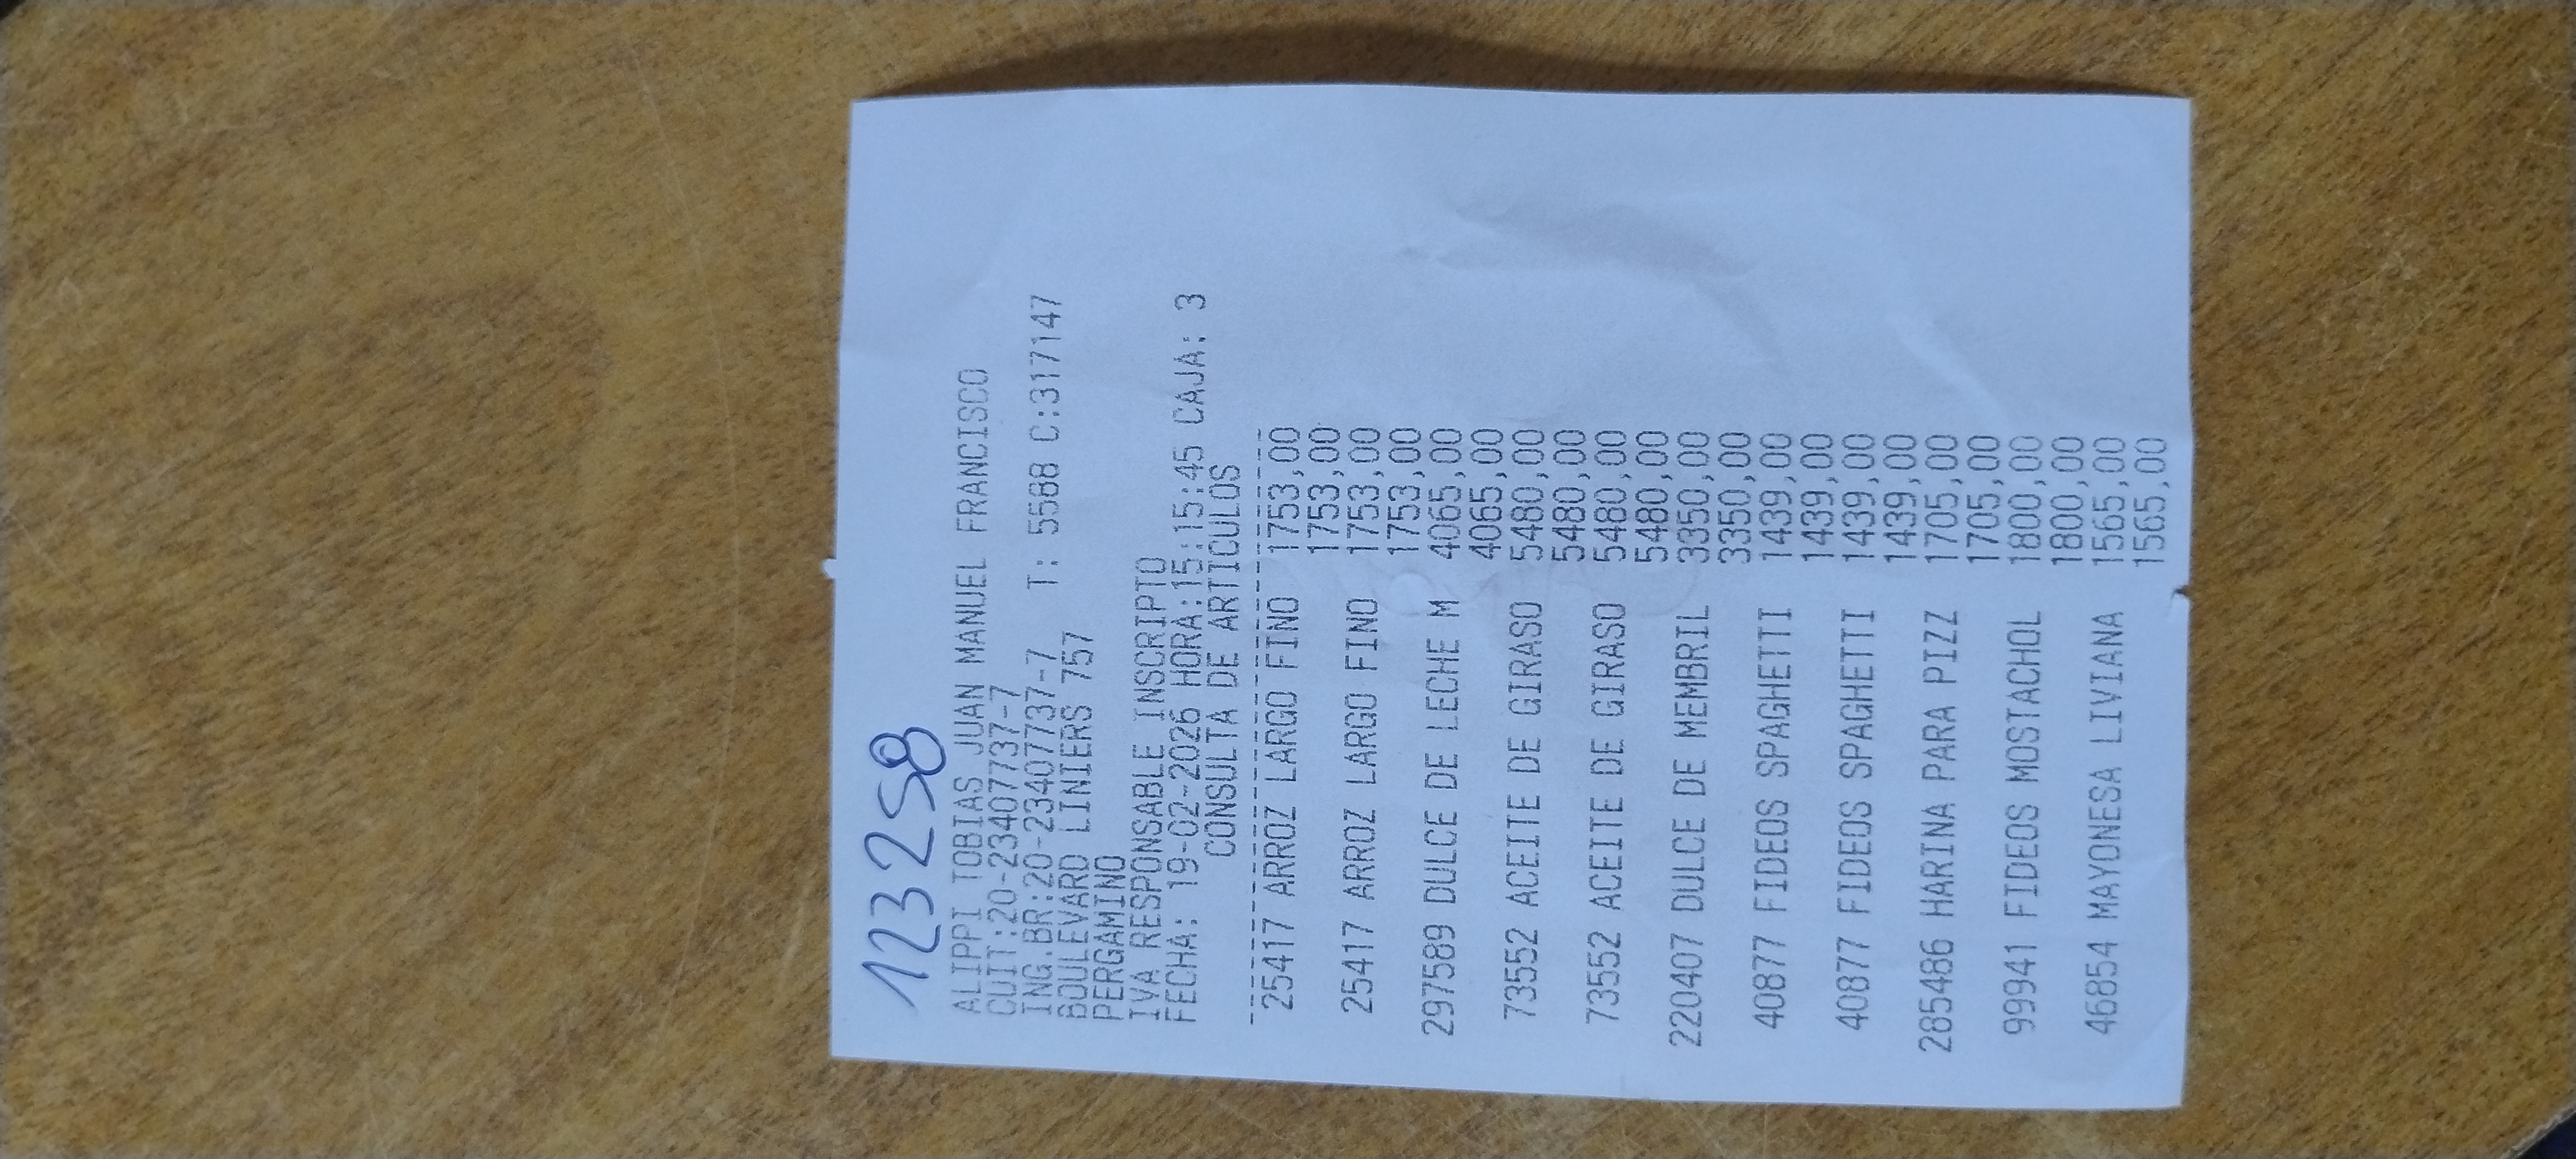 123258
ALIPPI TOBIAS JUAN MANUEL FRANCISCO
CUIT:20-23407737-7
ING.BR:20-23407737-7 T: 5588 C:317147
BOULEVARD LINIERS 757
PERGAMINO
IVA RESPONSABLE INSCRIPTO
FECHA: 19-02-2026 HORA:15:15:45 CAJA: 3
CONSULTA DE ARTICULOS
25417 ARROZ LARGO FINO 1753,00
1753,00
25417 ARROZ LARGO FINO 1753,00
1753,00
297589 DULCE DE LECHE M 4065,00
4065,00
73552 ACEITE DE GIRASO 5480,00
5480,00
73552 ACEITE DE GIRASO 5480,00
5480,00
220407 DULCE DE MEMBRIL 3350,00
3350,00
40877 FIDEOS SPAGHETTI 1439,00
1439,00
40877 FIDEOS SPAGHETTI 1439,00
1439,00
285486 HARINA PARA PIZZ 1705,00
1705,00
99941 FIDEOS MOSTACHOL 1800,00
1800,00
46854 MAYONESA LIVIANA 1565,00
1565,00